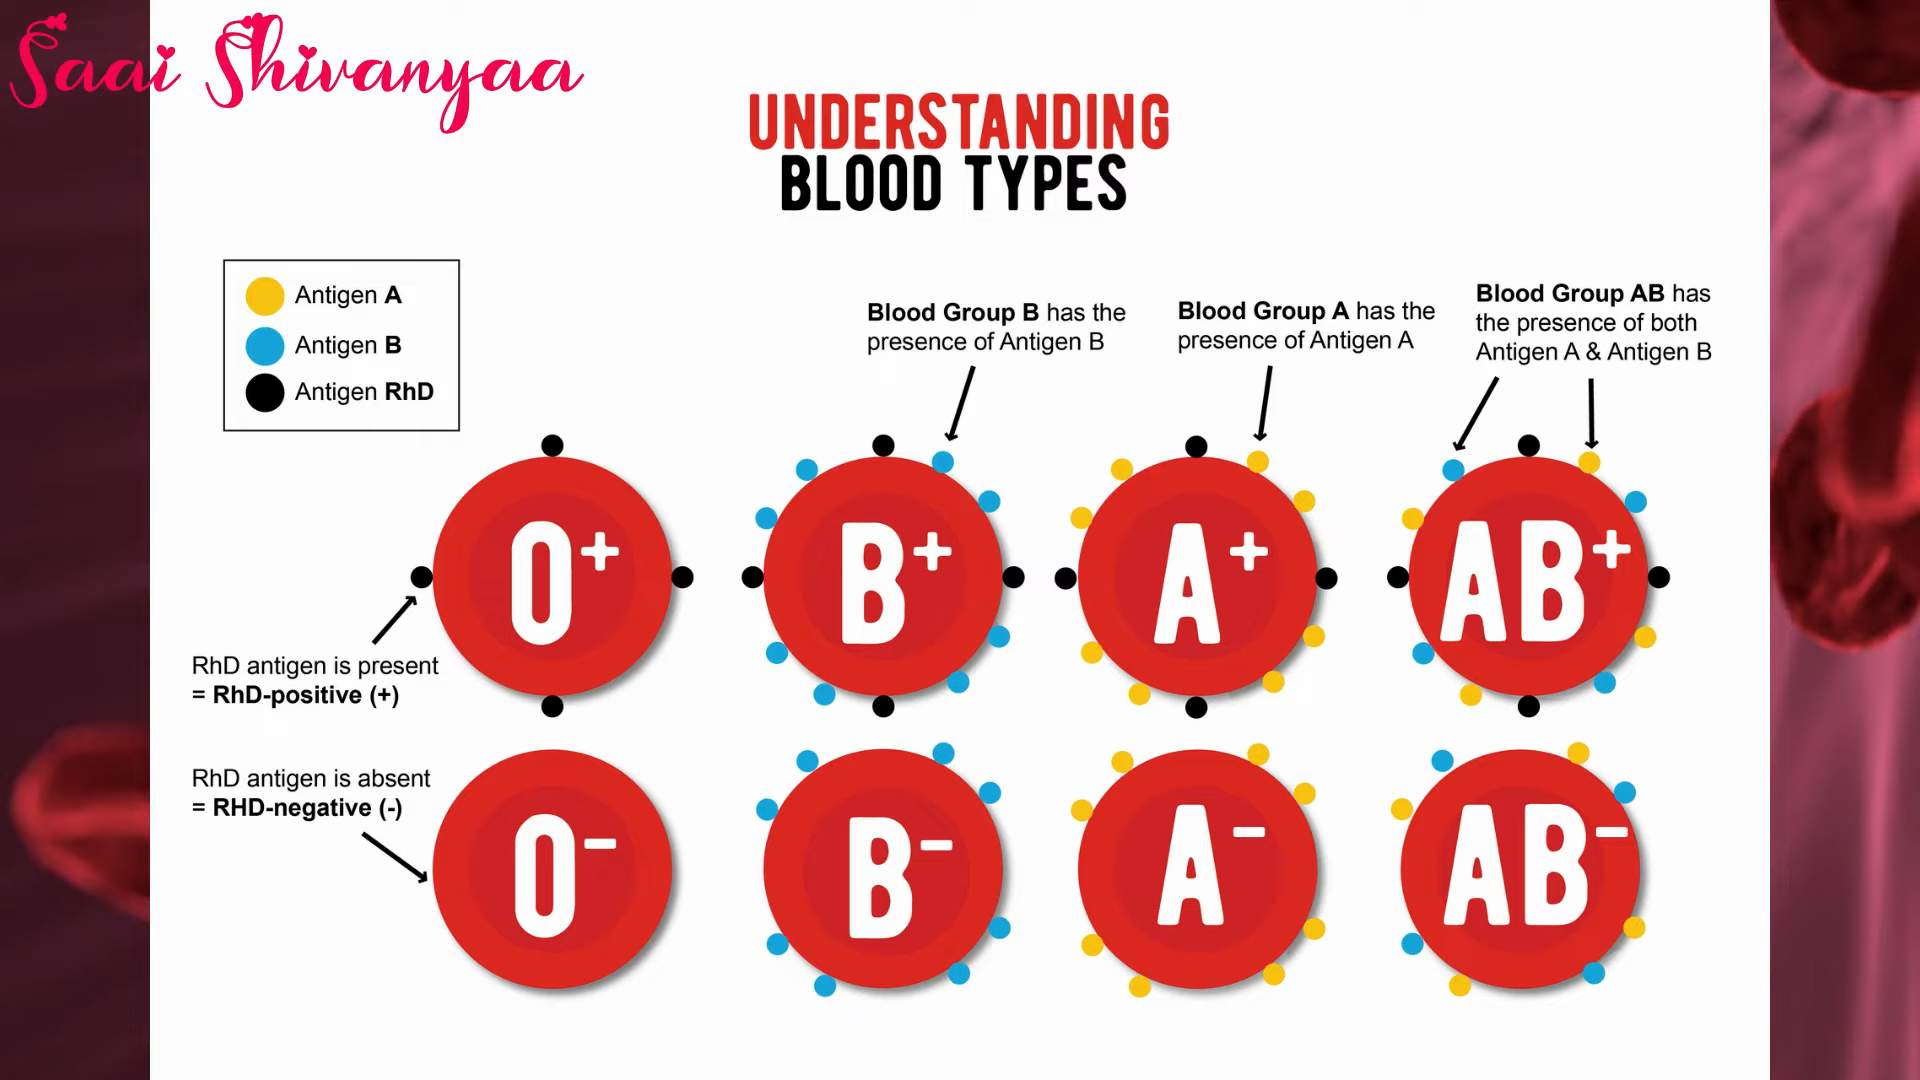 Saai Shivanyaa
UNDERSTANDING
BLOOD TYPES
Antigen A
Antigen B
Antigen RhD
Blood Group B has the
presence of Antigen B
Blood Group A has the
presence of Antigen A
Blood Group AB has
the presence of both
Antigen A & Antigen B
O+
B+
A+
AB+
RhD antigen is present
= RhD-positive (+)
RhD antigen is absent
= RHD-negative (-)
O-
B-
A-
AB-